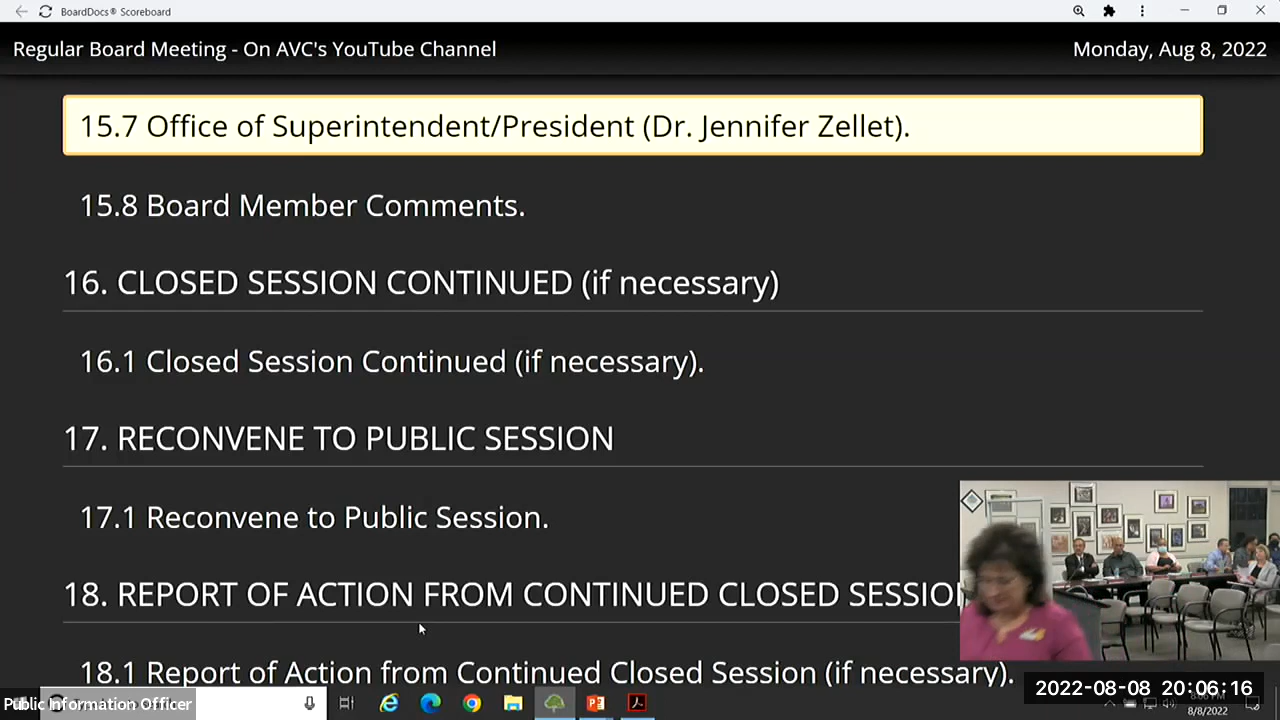 BoardDocs® Scoreboard
Regular Board Meeting - On AVC's YouTube Channel
Monday, Aug 8, 2022
15.7 Office of Superintendent/President (Dr. Jennifer Zellet).
15.8 Board Member Comments.
16. CLOSED SESSION CONTINUED (if necessary)
16.1 Closed Session Continued (if necessary).
17. RECONVENE TO PUBLIC SESSION
17.1 Reconvene to Public Session.
18. REPORT OF ACTION FROM CONTINUED CLOSED SESSION
18.1 Report of Action from Continued Closed Session (if necessary).
Public Information Officer
2022-08-08 20:06:16
8/8/2022